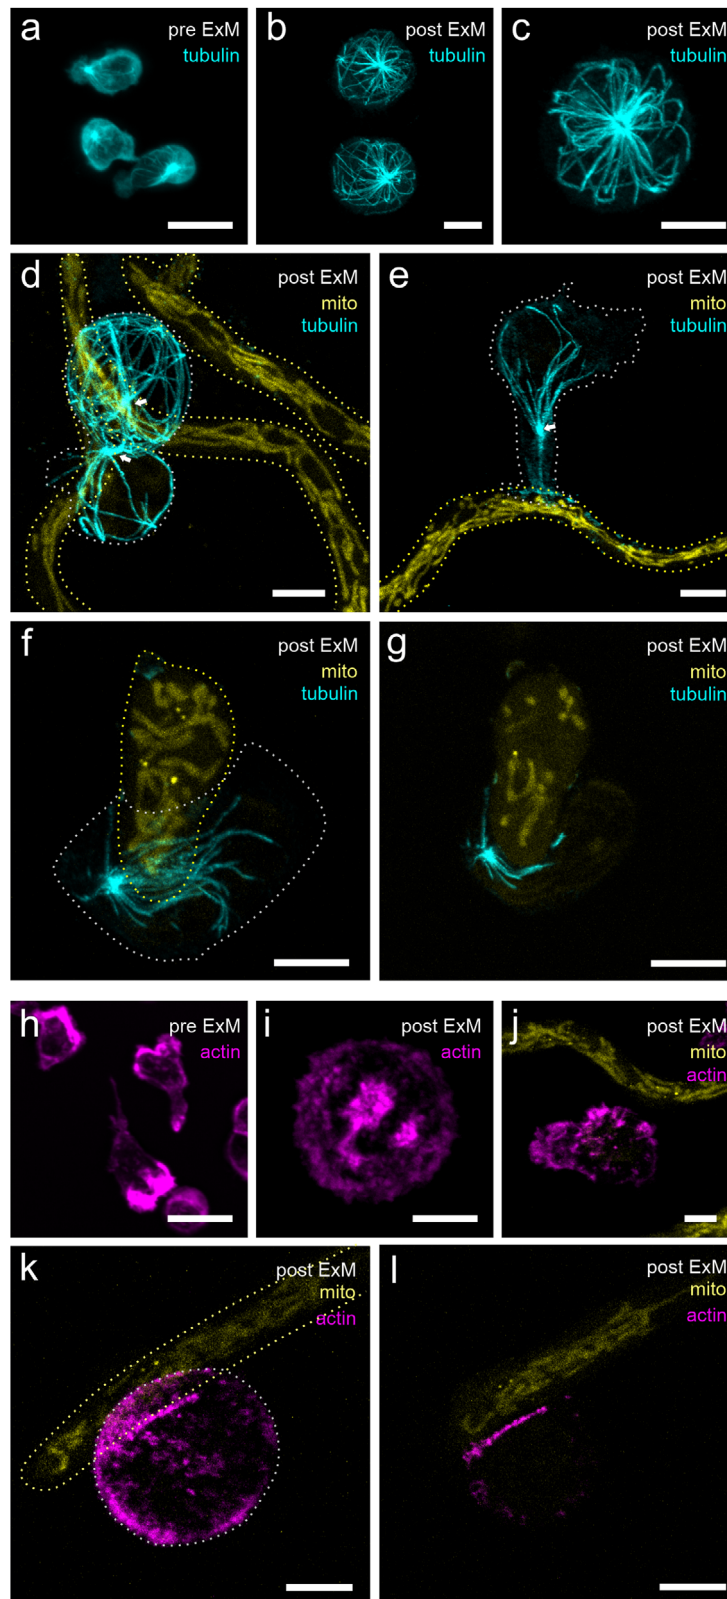 a
pre ExM
tubulin
b
post ExM
tubulin
c
post ExM
tubulin
d
post ExM
mito
tubulin
e
post ExM
mito
tubulin
f
post ExM
mito
tubulin
g
post ExM
mito
tubulin
h
pre ExM
actin
i
post ExM
actin
j
post ExM
mito
actin
k
post ExM
mito
actin
l
post ExM
mito
actin